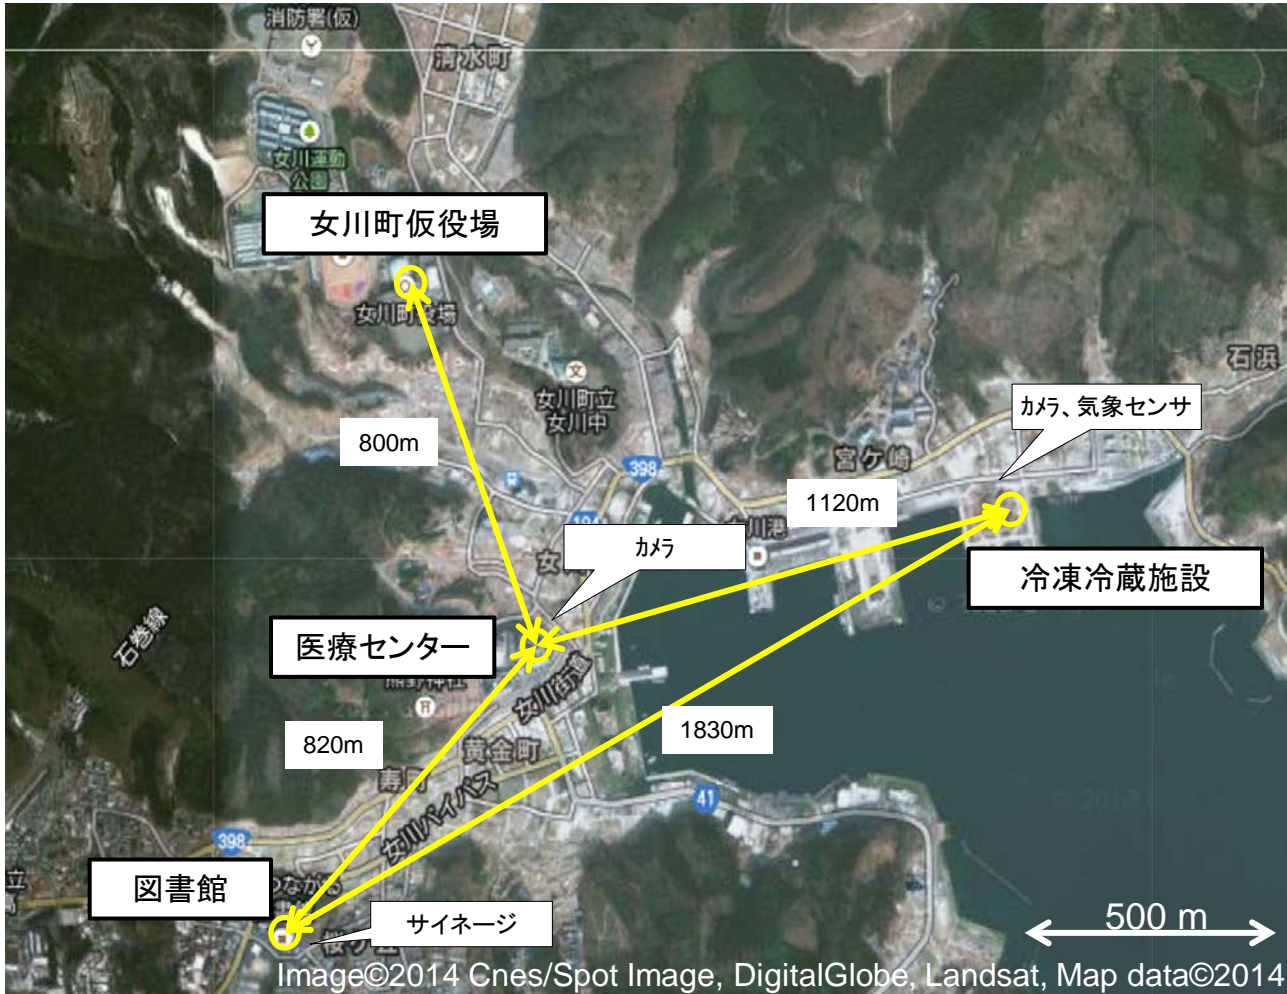 消防署(仮)
清水町
女川運動
公園
女川町仮役場
女川町役場
石浜
カメラ、気象センサ
女川町立
女川中
宮ケ崎
800m
398
1120m
女川港
カメラ
冷凍冷蔵施設
石巻線
医療センター
熊野神社
女川街道
820m
1830m
黄金町
寿町
41
女川バイパス
398
図書館
サイネージ
500 m
Image©2014 Cnes/Spot Image, DigitalGlobe, Landsat, Map data©2014